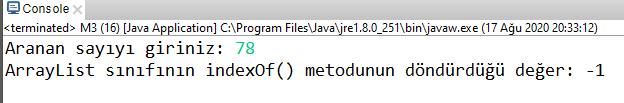 Console
<terminated> M3 (16) [Java Application] C:\Program Files\Java\jre1.8.0_251\bin\javaw.exe (17 Ağu 2020 20:33:12)
Aranan sayıyı giriniz: 78
ArrayList sınıfının indexOf() metodunun döndürdüğü değer: -1